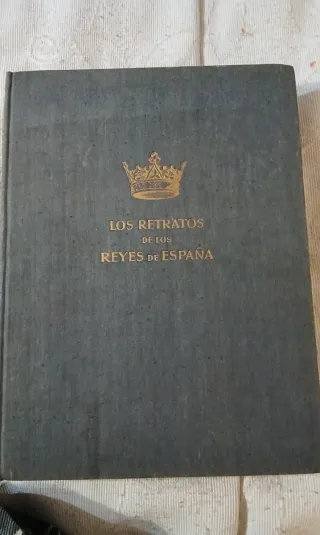 LOS RETRATOS
DE LOS
REYES DE ESPAÑA